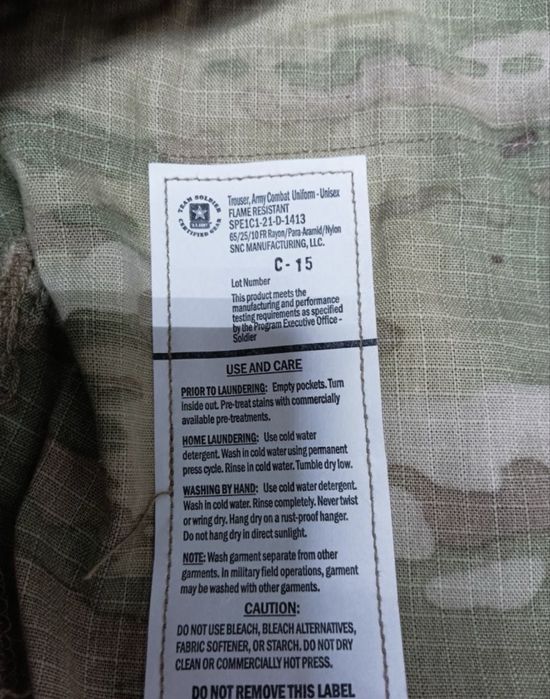 TEAM SOLDIER
U.S. ARMY
CERTIFIED GEAR
Trouser, Army Combat Uniform - Unisex
FLAME RESISTANT
SPE1C1-21-D-1413
65/25/10 FR Rayon/Para-Aramid/Nylon
SNC MANUFACTURING, LLC.
C-15
Lot Number
This product meets the
manufacturing and performance
testing requirements as specified
by the Program Executive Office -
Soldier
USE AND CARE
PRIOR TO LAUNDERING: Empty pockets. Turn
inside out. Pre-treat stains with commercially
available pre-treatments.
HOME LAUNDERING: Use cold water
detergent. Wash in cold water using permanent
press cycle. Rinse in cold water. Tumble dry low.
WASHING BY HAND: Use cold water detergent.
Wash in cold water. Rinse completely. Never twist
or wring dry. Hang dry on a rust-proof hanger.
Do not hang dry in direct sunlight.
NOTE: Wash garment separate from other
garments. In military field operations, garment
may be washed with other garments.
CAUTION:
DO NOT USE BLEACH, BLEACH ALTERNATIVES,
FABRIC SOFTENER, OR STARCH. DO NOT DRY
CLEAN OR COMMERCIALLY HOT PRESS.
DO NOT REMOVE THIS LABEL